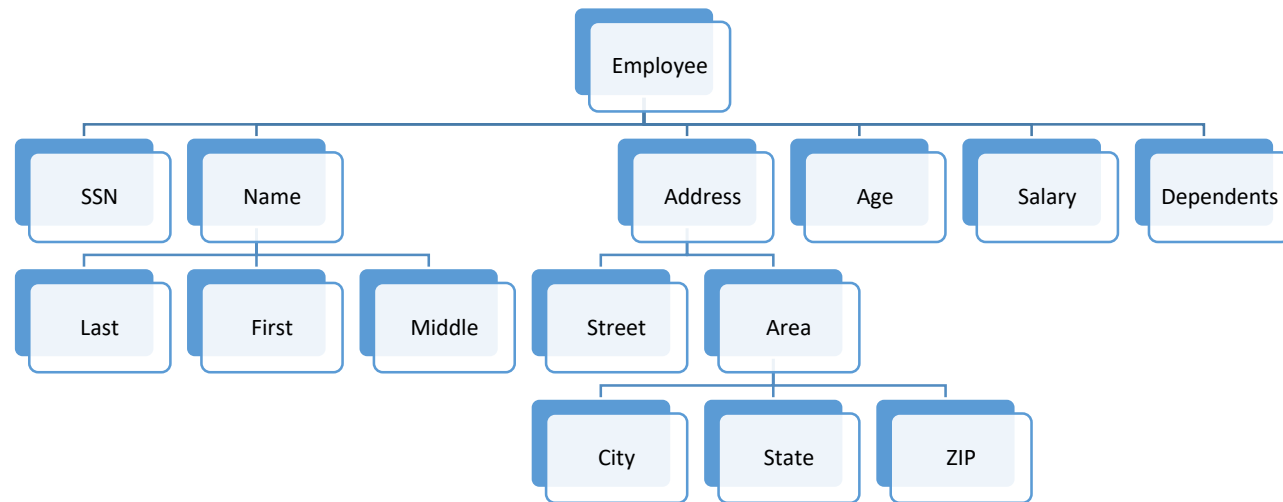 Employee
SSN
Name
Address
Age
Salary
Dependents
Last
First
Middle
Street
Area
City
State
ZIP